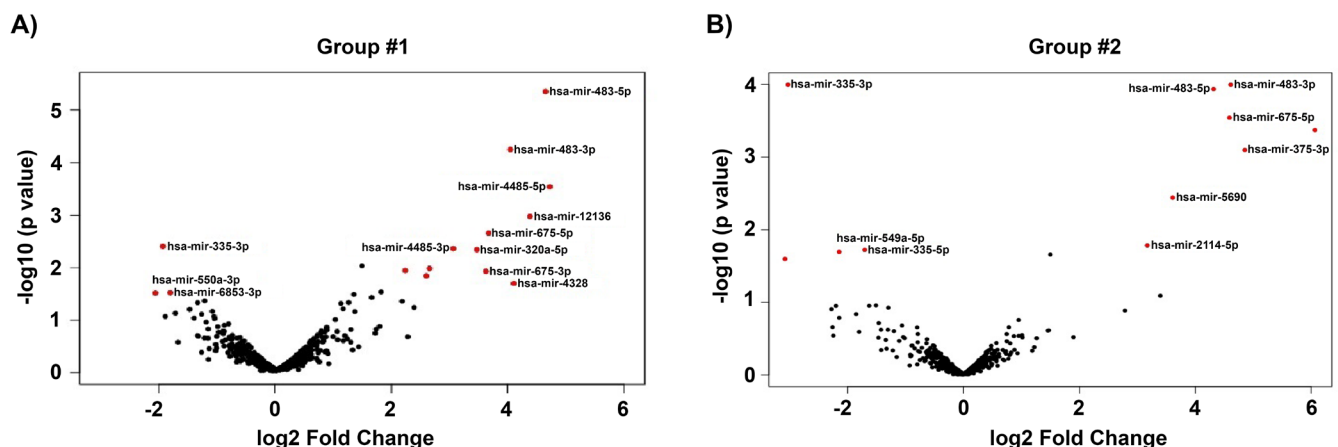 A)
Group #1
-log10 (p value)
5
4
3
2
1
0
hsa-mir-483-5p
hsa-mir-483-3p
hsa-mir-4485-5p
hsa-mir-12136
hsa-mir-675-5p
hsa-mir-4485-3p
hsa-mir-320a-5p
hsa-mir-335-3p
hsa-mir-675-3p
hsa-mir-4328
hsa-mir-550a-3p
hsa-mir-6853-3p
-2 0 2 4 6
log2 Fold Change
B)
Group #2
-log10 (p value)
4
3
2
1
0
hsa-mir-335-3p
hsa-mir-483-5p
hsa-mir-483-3p
hsa-mir-675-5p
hsa-mir-375-3p
hsa-mir-5690
hsa-mir-549a-5p
hsa-mir-335-5p
hsa-mir-2114-5p
-2 0 2 4 6
log2 Fold Change